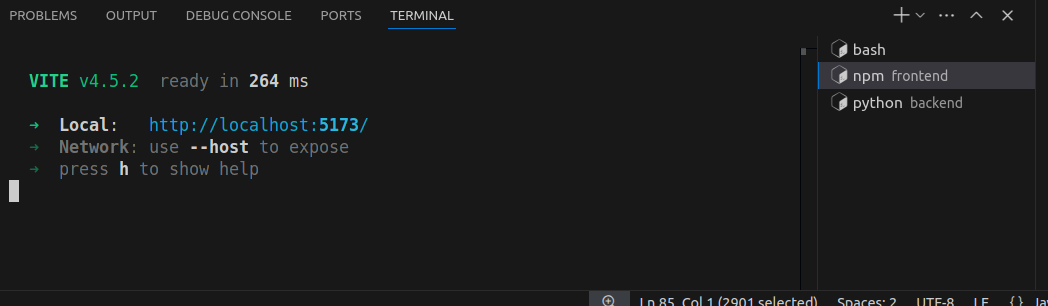 PROBLEMS OUTPUT DEBUG CONSOLE PORTS TERMINAL
bash
npm frontend
python backend
VITE v4.5.2 ready in 264 ms
➜ Local: http://localhost:5173/
➜ Network: use --host to expose
➜ press h to show help
Ln 85, Col 1 (2901 selected) Spaces: 2 UTF-8 LF {}